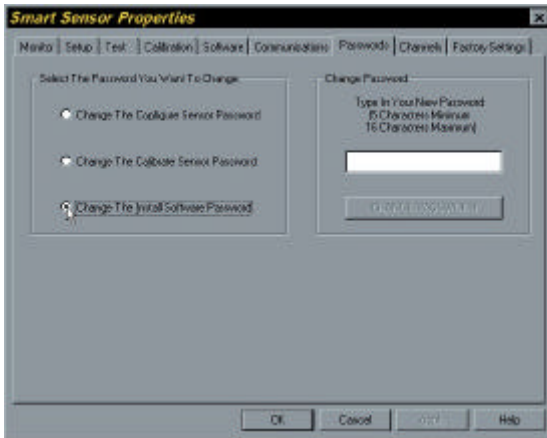 Smart Sensor Properties
Monitor Setup Test Calibration Software Communications Passwords Channels Factory Settings
Select The Password You Want To Change
Change The Configure Sensor Password
Change The Calibrate Sensor Password
Change The Install Software Password
Change Password
Type In Your New Password
(5 Characters Minimum
16 Characters Maximum)
OK Cancel Apply Help